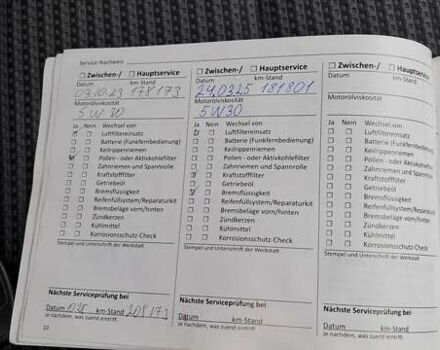 Service-Nachweis
Zwischen-/ Hauptservice
Datum km-Stand
03.10.23 178173
Motorölviskosität
5W30
Ja Nein Wechsel von
Luftfiltereinsatz
Batterie (Funkfernbedienung)
Keilrippenriemen
Pollen- oder Aktivkohlefilter
Zahnriemen und Spannrolle
Kraftstofffilter
Getriebeöl
Bremsflüssigkeit
Reifenfüllsystem/Reparaturkit
Bremsbeläge vorn/hinten
Zündkerzen
Kühlmittel
Korrosionsschutz-Check
Stempel und Unterschrift der Werkstatt
Nächste Serviceprüfung bei
Datum km-Stand 208173
Je nachdem, was zuerst eintritt.
10
Zwischen-/ Hauptservice
Datum km-Stand
24.03.25 181801
Motorölviskosität
5W30
Ja Nein Wechsel von
Luftfiltereinsatz
Batterie (Funkfernbedienung)
Keilrippenriemen
Pollen- oder Aktivkohlefilter
Zahnriemen und Spannrolle
Kraftstofffilter
Getriebeöl
Bremsflüssigkeit
Reifenfüllsystem/Reparaturkit
Bremsbeläge vorn/hinten
Zündkerzen
Kühlmittel
Korrosionsschutz-Check
Stempel und Unterschrift der Werkstatt
Nächste Serviceprüfung bei
Datum km-Stand
Je nachdem, was zuerst eintritt.
Zwischen-/ Hauptservice
Datum km-Stand
Motorölviskosität
Ja Nein Wechsel von
Luftfiltereinsatz
Batterie (Funkfernbedienung)
Keilrippenriemen
Pollen- oder Aktivkohlefilter
Zahnriemen und Spannrolle
Kraftstofffilter
Getriebeöl
Bremsflüssigkeit
Reifenfüllsystem/Reparaturkit
Bremsbeläge vorn/hinten
Zündkerzen
Kühlmittel
Korrosionsschutz-Check
Stempel und Unterschrift der Werkstatt
Nächste Serviceprüfung bei
Datum km-Stand
Je nachdem, was zuerst eintritt.